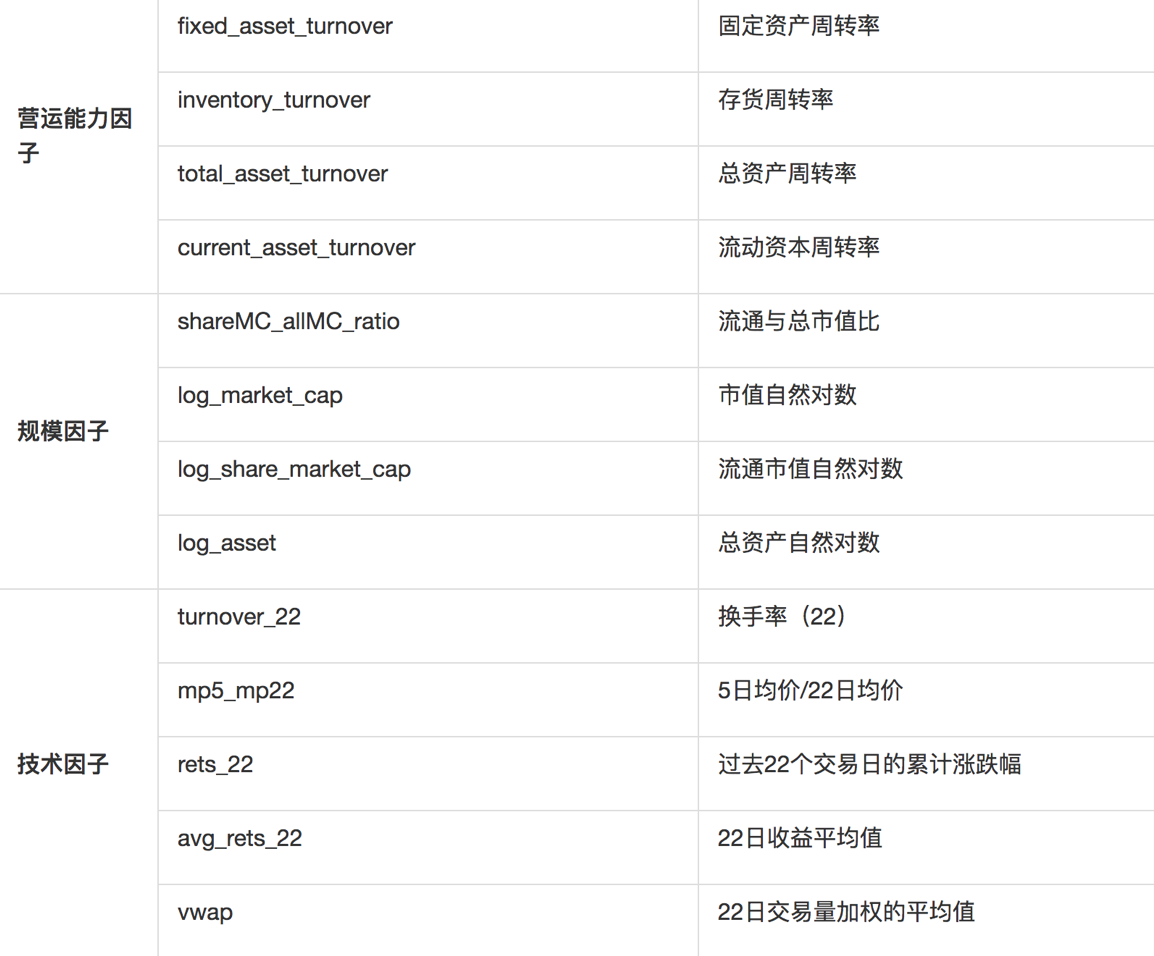 fixed_asset_turnover 固定资产周转率
营运能力因子
inventory_turnover 存货周转率
total_asset_turnover 总资产周转率
current_asset_turnover 流动资本周转率
规模因子
shareMC_allMC_ratio 流通与总市值比
log_market_cap 市值自然对数
log_share_market_cap 流通市值自然对数
log_asset 总资产自然对数
技术因子
turnover_22 换手率（22）
mp5_mp22 5日均价/22日均价
rets_22 过去22个交易日的累计涨跌幅
avg_rets_22 22日收益平均值
vwap 22日交易量加权的平均值